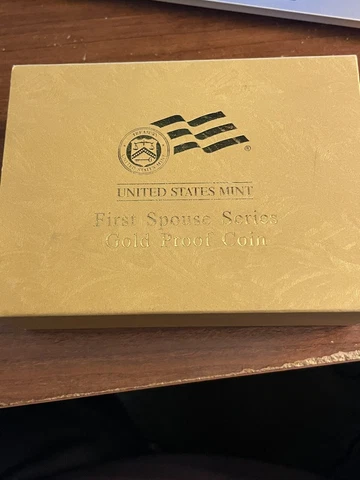 UNITED STATES MINT
First Spouse Series
Gold Proof Coin